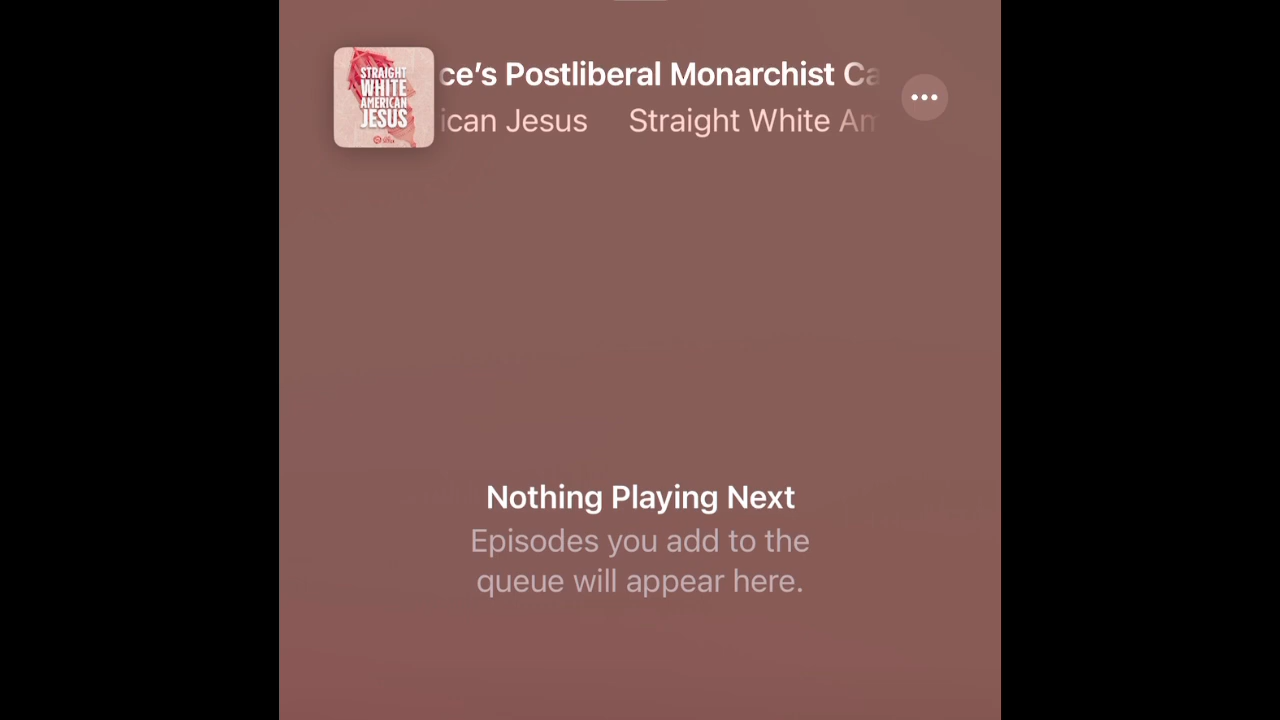 STRAIGHT
WHITE
AMERICAN
JESUS
ce’s Postliberal Monarchist Ca
ican Jesus Straight White Am
Nothing Playing Next
Episodes you add to the
queue will appear here.